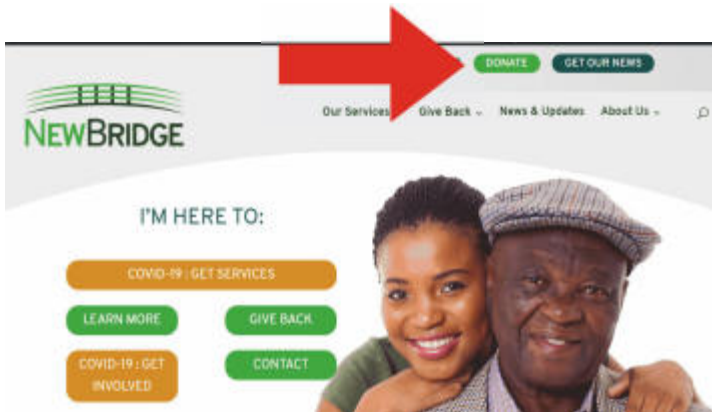 DONATE
GET OUR NEWS
NEWBRIDGE
Our Services
Give Back
News & Updates
About Us
I'M HERE TO:
COVID-19 : GET SERVICES
LEARN MORE
GIVE BACK
COVID-19 : GET
INVOLVED
CONTACT